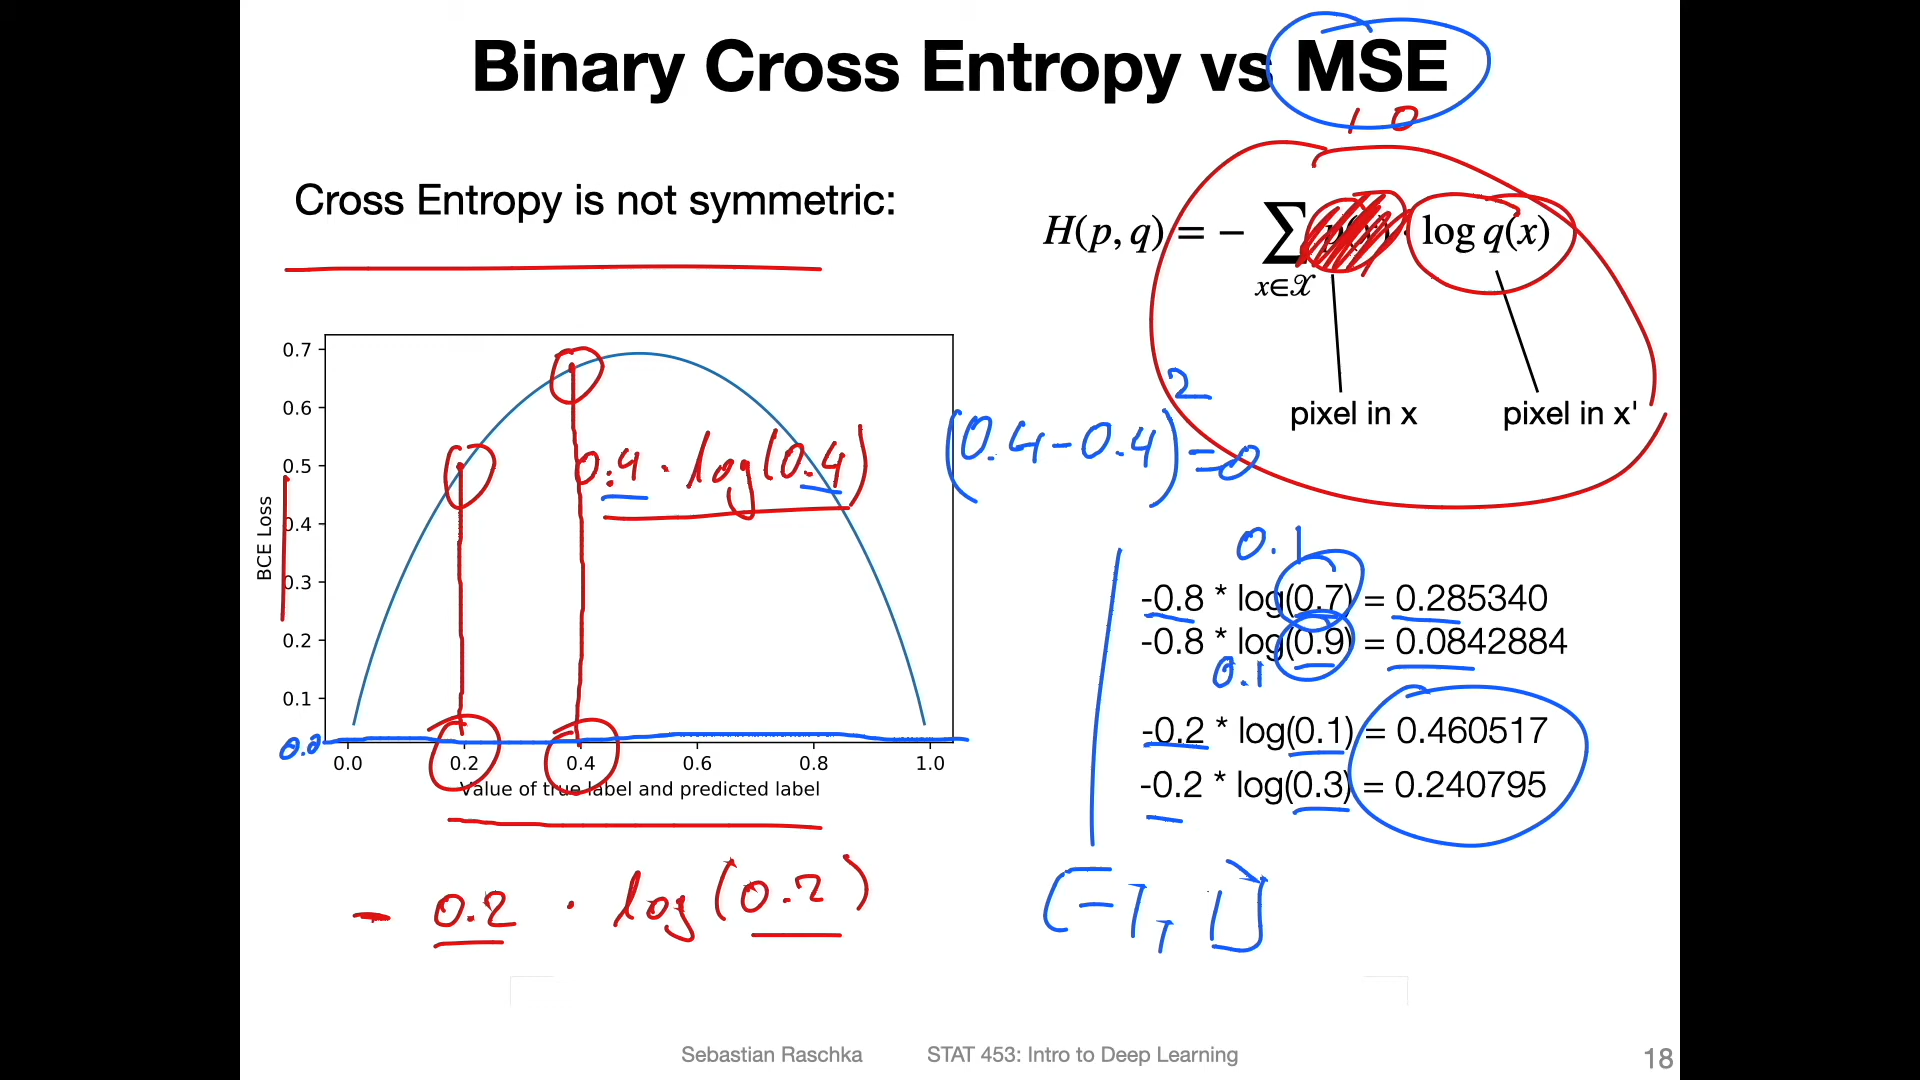 Binary Cross Entropy vs MSE
1 0
Cross Entropy is not symmetric:
H(p, q) = − ∑ log q(x)
x∈𝒳
pixel in x
pixel in x'
0.7
0.6
0.5
0.4
0.3
0.2
0.1
0.0
BCE Loss
0.0 0.2 0.4 0.6 0.8 1.0
Value of true label and predicted label
0.4 · log(0.4)
(0.4 - 0.4)² = 0
0.1
-0.8 * log(0.7) = 0.285340
-0.8 * log(0.9) = 0.0842884
0.1
-0.2 * log(0.1) = 0.460517
-0.2 * log(0.3) = 0.240795
- 0.2 · log(0.2)
[-1, 1]
Sebastian Raschka
STAT 453: Intro to Deep Learning
18